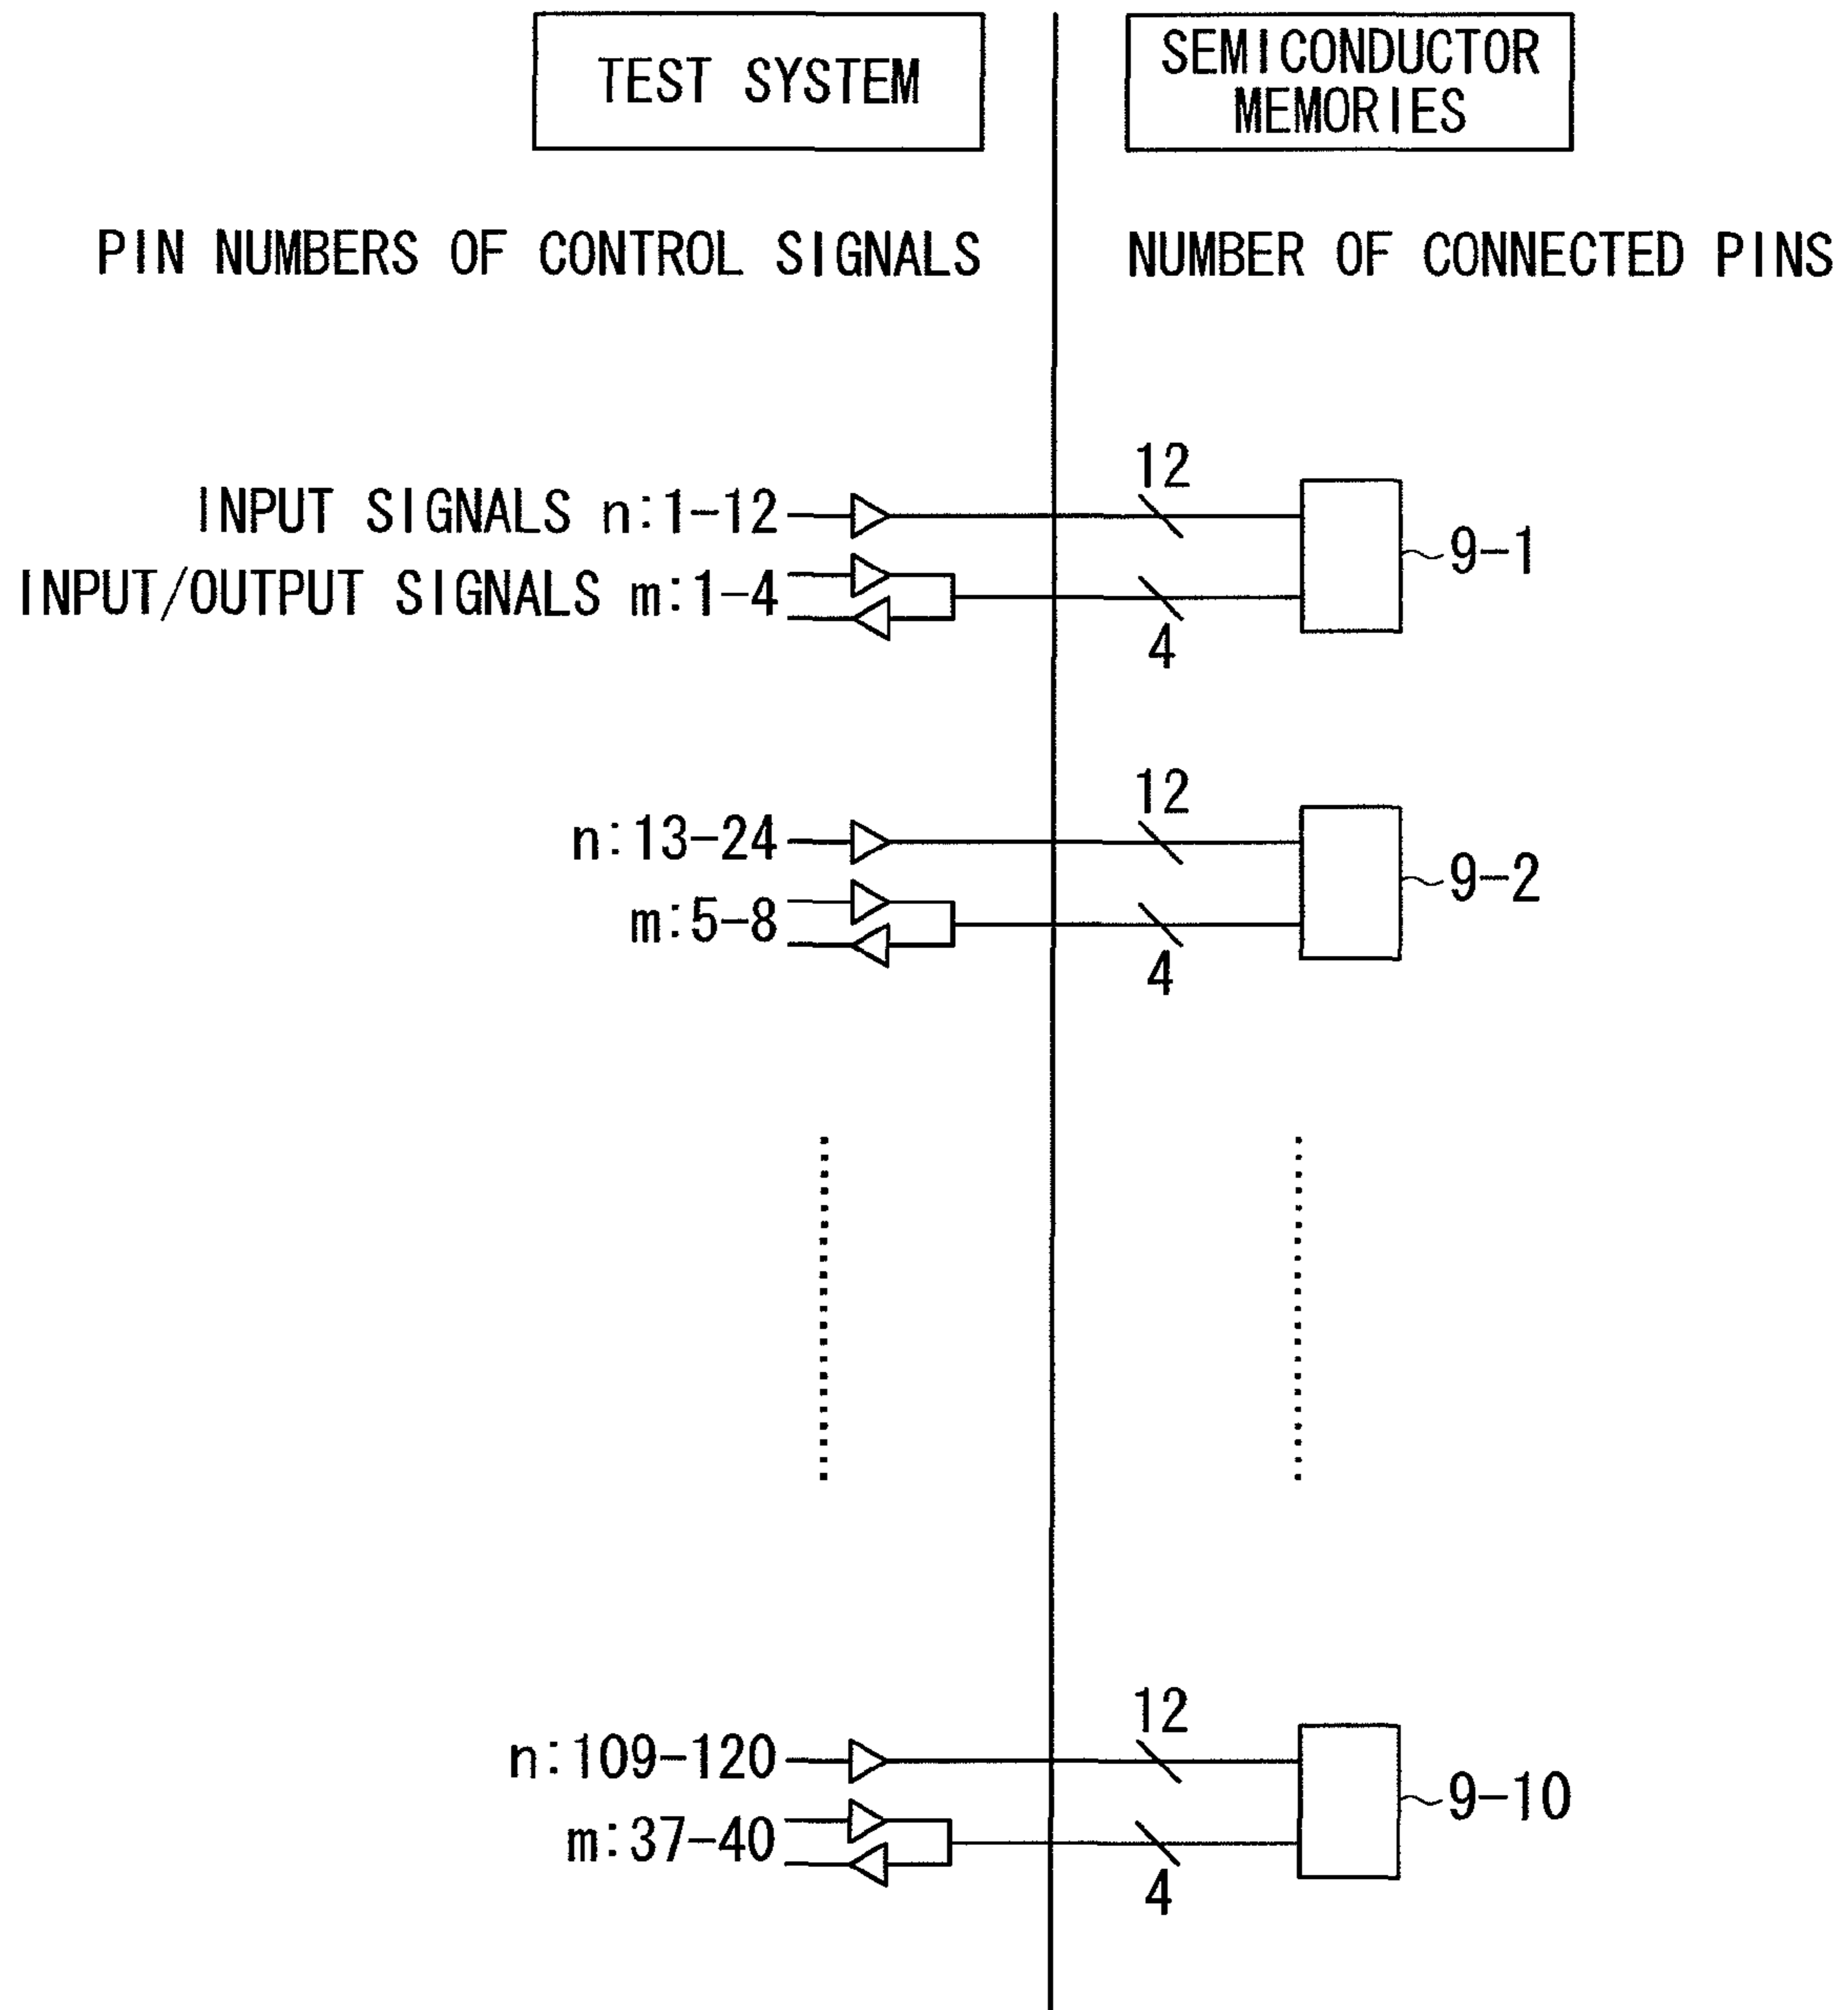 TEST SYSTEM
SEMICONDUCTOR
MEMORIES
PIN NUMBERS OF CONTROL SIGNALS
NUMBER OF CONNECTED PINS
INPUT SIGNALS n:1-12
12
INPUT/OUTPUT SIGNALS m:1-4
4
9-1
n:13-24
12
m:5-8
4
9-2
n:109-120
12
m:37-40
4
9-10